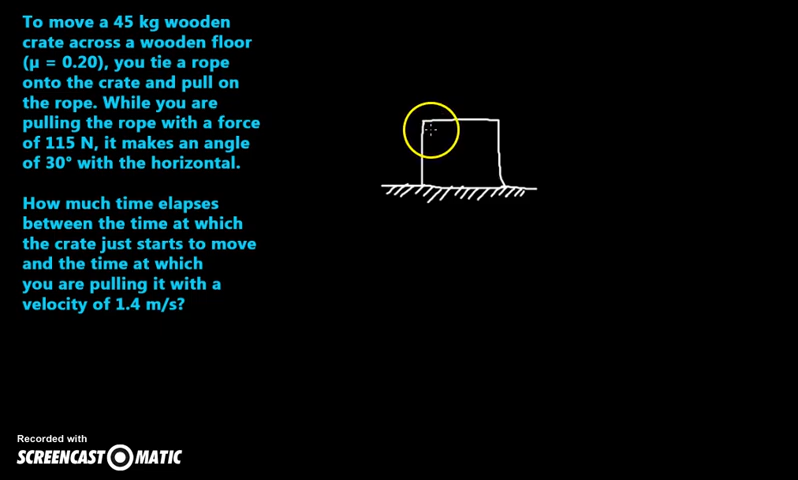 To move a 45 kg wooden
crate across a wooden floor
(µ = 0.20), you tie a rope
onto the crate and pull on
the rope. While you are
pulling the rope with a force
of 115 N, it makes an angle
of 30° with the horizontal.
How much time elapses
between the time at which
the crate just starts to move
and the time at which
you are pulling it with a
velocity of 1.4 m/s?
Recorded with
SCREENCAST MATIC